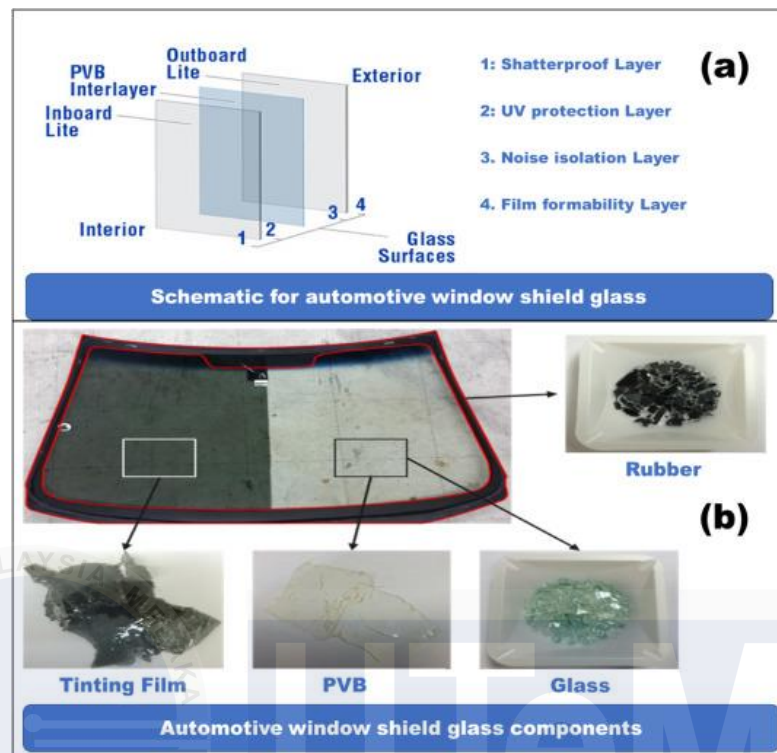 (a)
Outboard
Lite
PVB
Interlayer
Inboard
Lite
Exterior
Interior
1
2
3
4
Glass
Surfaces
1: Shatterproof Layer
2: UV protection Layer
3. Noise isolation Layer
4. Film formability Layer
Schematic for automotive window shield glass
Rubber
(b)
Tinting Film
PVB
Glass
Automotive window shield glass components
UTeM